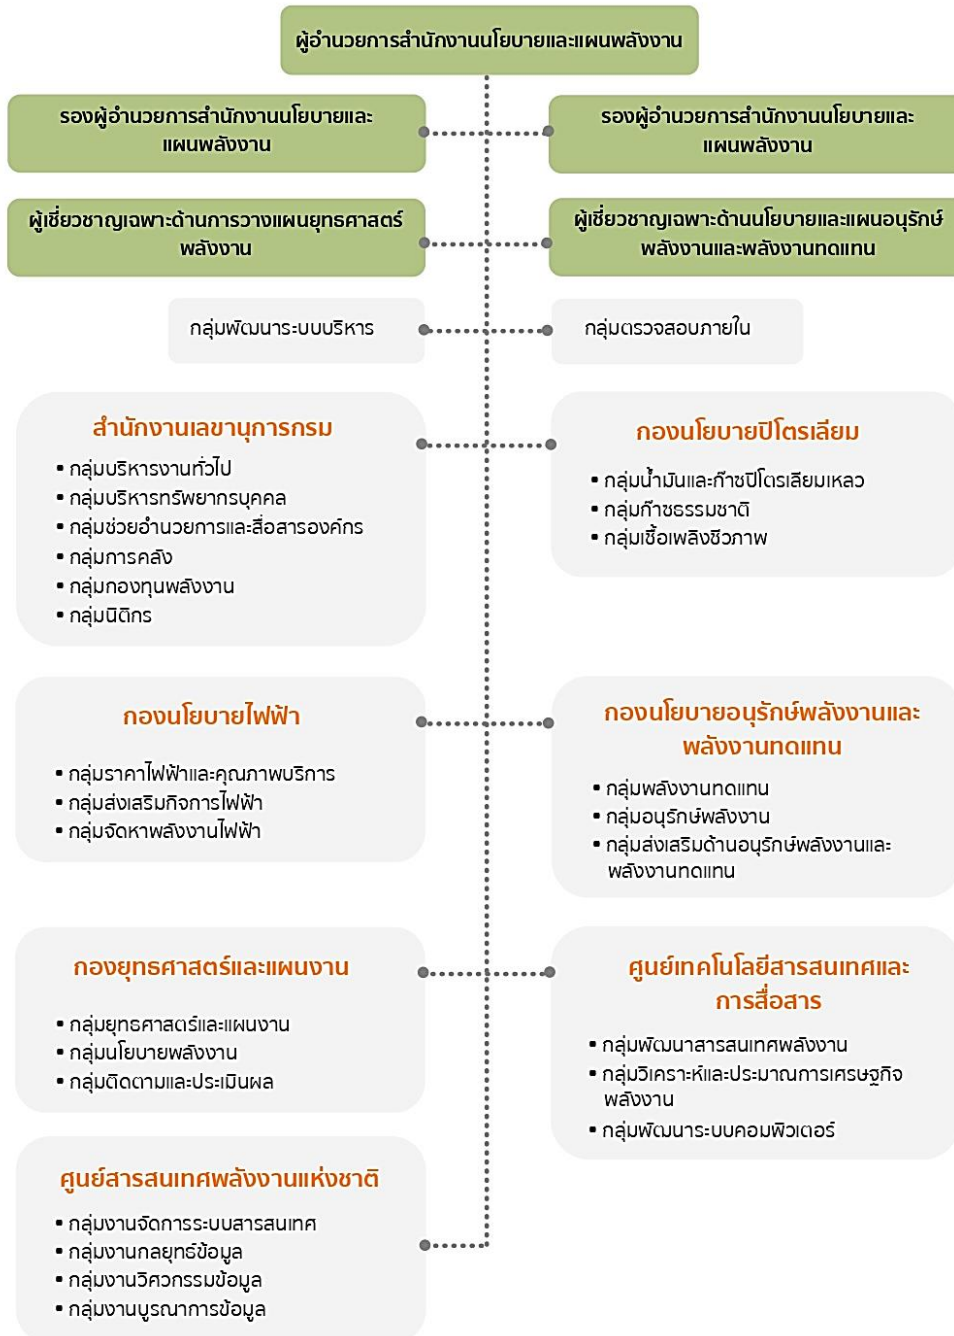 ผู้อำนวยการสำนักงานนโยบายและแผนพลังงาน
รองผู้อำนวยการสำนักงานนโยบายและ
แผนพลังงาน
รองผู้อำนวยการสำนักงานนโยบายและ
แผนพลังงาน
ผู้เชี่ยวชาญเฉพาะด้านการวางแผนยุทธศาสตร์
พลังงาน
ผู้เชี่ยวชาญเฉพาะด้านนโยบายและแผนอนุรักษ์
พลังงานและพลังงานทดแทน
กลุ่มพัฒนาระบบบริหาร
กลุ่มตรวจสอบภายใน
สำนักงานเลขานุการกรม
▪ กลุ่มบริหารงานทั่วไป
▪ กลุ่มบริหารทรัพยากรบุคคล
▪ กลุ่มช่วยอำนวยการและสื่อสารองค์กร
▪ กลุ่มการคลัง
▪ กลุ่มกองทุนพลังงาน
▪ กลุ่มนิติกร
กองนโยบายปิโตรเลียม
▪ กลุ่มน้ำมันและก๊าซปิโตรเลียมเหลว
▪ กลุ่มก๊าซธรรมชาติ
▪ กลุ่มเชื้อเพลิงชีวภาพ
กองนโยบายไฟฟ้า
▪ กลุ่มราคาไฟฟ้าและคุณภาพบริการ
▪ กลุ่มส่งเสริมกิจการไฟฟ้า
▪ กลุ่มจัดหาพลังงานไฟฟ้า
กองนโยบายอนุรักษ์พลังงานและ
พลังงานทดแทน
▪ กลุ่มพลังงานทดแทน
▪ กลุ่มอนุรักษ์พลังงาน
▪ กลุ่มส่งเสริมด้านอนุรักษ์พลังงานและ
พลังงานทดแทน
กองยุทธศาสตร์และแผนงาน
▪ กลุ่มยุทธศาสตร์และแผนงาน
▪ กลุ่มนโยบายพลังงาน
▪ กลุ่มติดตามและประเมินผล
ศูนย์เทคโนโลยีสารสนเทศและ
การสื่อสาร
▪ กลุ่มพัฒนาสารสนเทศพลังงาน
▪ กลุ่มวิเคราะห์และประมาณการเศรษฐกิจ
พลังงาน
▪ กลุ่มพัฒนาระบบคอมพิวเตอร์
ศูนย์สารสนเทศพลังงานแห่งชาติ
▪ กลุ่มงานจัดการระบบสารสนเทศ
▪ กลุ่มงานกลยุทธ์ข้อมูล
▪ กลุ่มงานวิศวกรรมข้อมูล
▪ กลุ่มงานบูรณาการข้อมูล